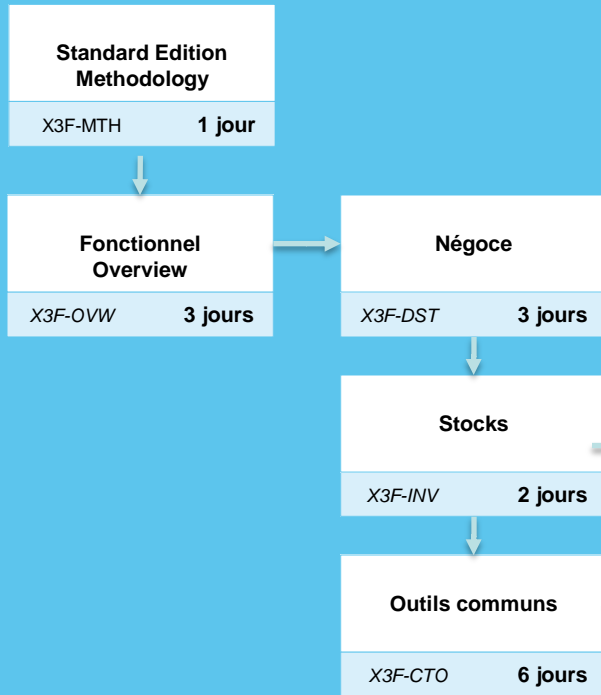 Standard Edition
Methodology
X3F-MTH 1 jour
Fonctionnel
Overview
X3F-OVW 3 jours
Négoce
X3F-DST 3 jours
Stocks
X3F-INV 2 jours
Outils communs
X3F-CTO 6 jours